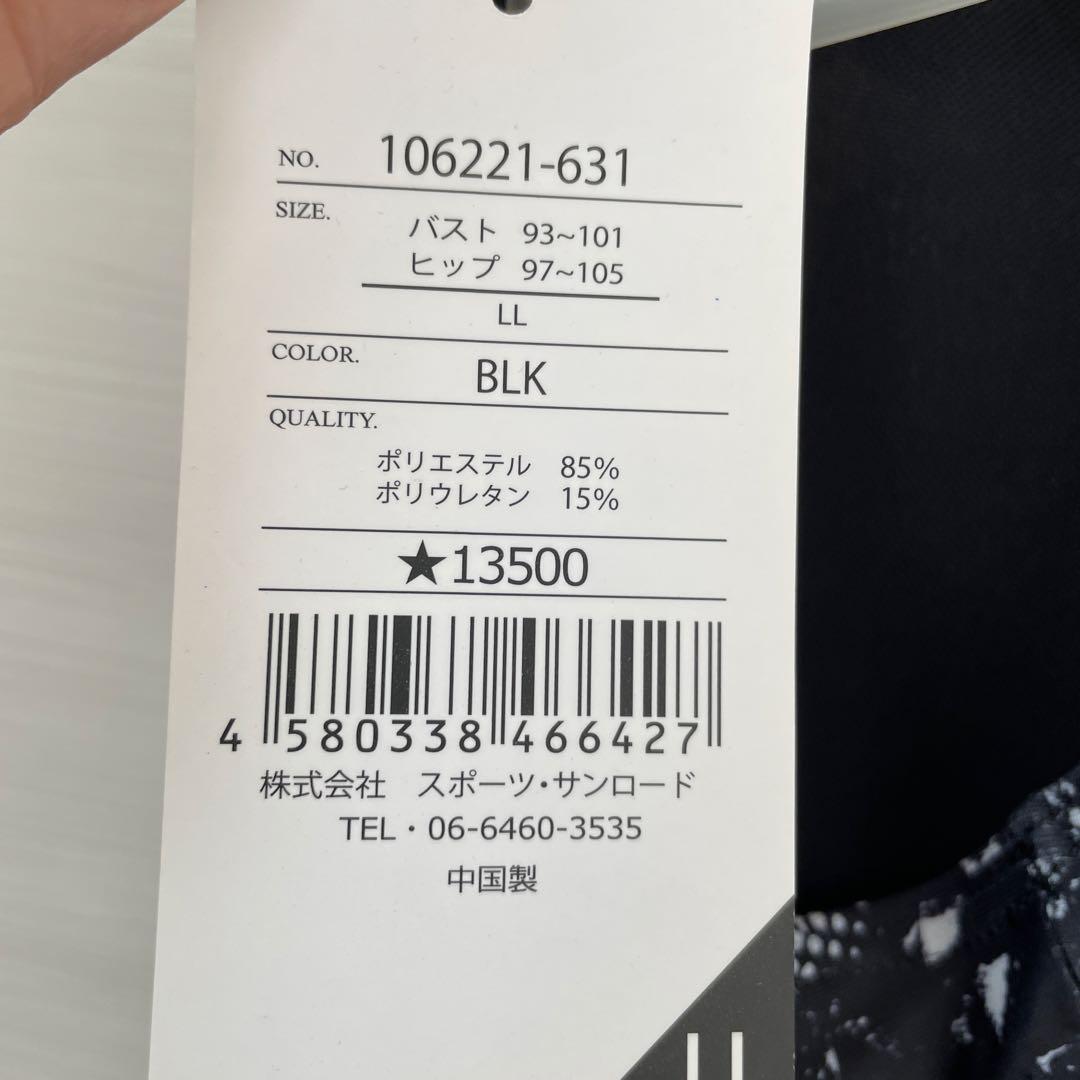 NO. 106221-631
SIZE.
バスト 93~101
ヒップ 97~105
LL
COLOR.
BLK
QUALITY.
ポリエステル 85%
ポリウレタン 15%
★13500
4 580338 466427
株式会社 スポーツ・サンロード
TEL・06-6460-3535
中国製